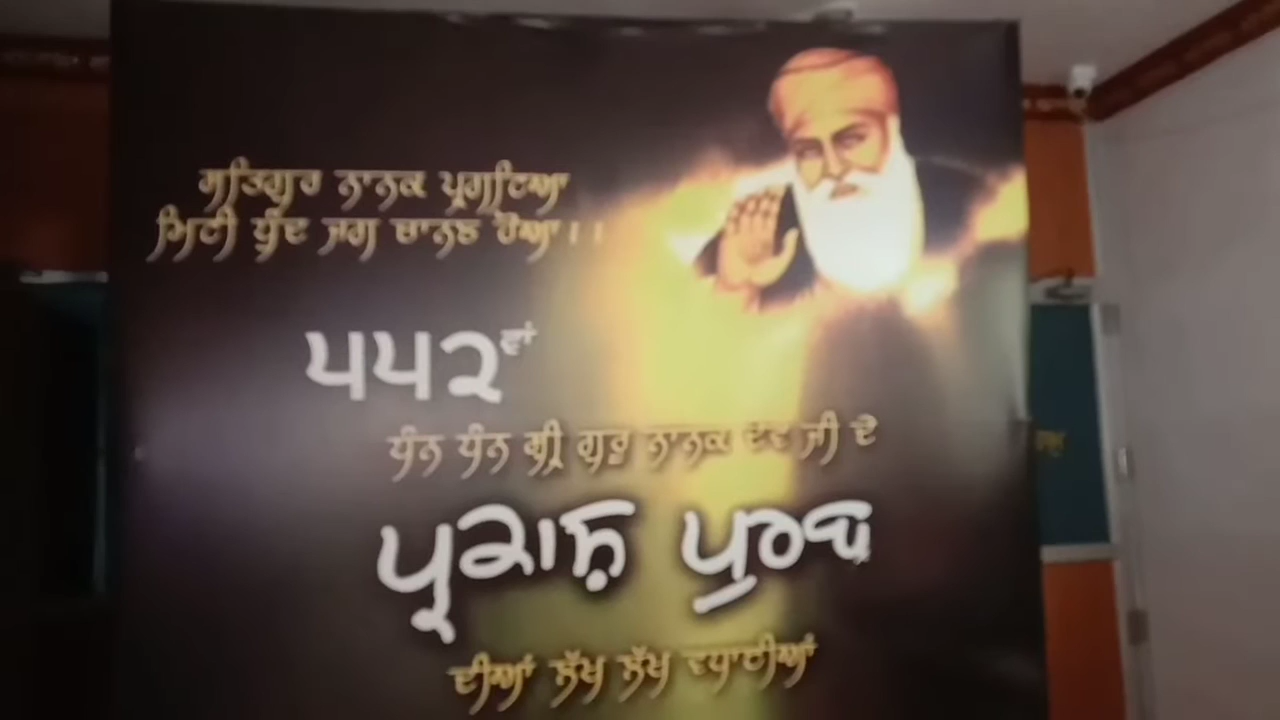 ਸਤਿਗੁਰ ਨਾਨਕ ਪ੍ਰਗਟਿਆ
ਮਿਟੀ ਧੁੰਦ ਜਗ ਚਾਨਣ ਹੋਆ।।
੫੫੨ਵਾਂ
ਧੰਨ ਧੰਨ ਸ਼੍ਰੀ ਗੁਰੂ ਨਾਨਕ ਦੇਵ ਜੀ ਦੇ
ਪ੍ਰਕਾਸ਼ ਪੁਰਬ
ਦੀਆਂ ਲੱਖ ਲੱਖ ਵਧਾਈਆਂ